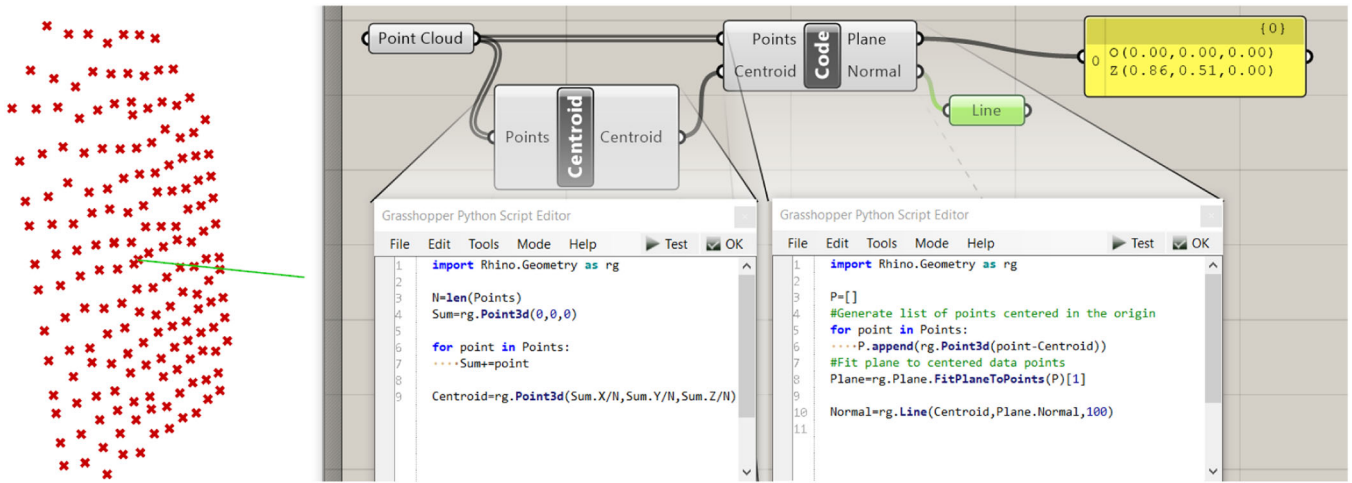 Point Cloud
Points
Centroid
Code
Plane
Normal
{0}
0
O(0.00,0.00,0.00)
Z(0.86,0.51,0.00)
Line
Points
Centroid
Centroid
Grasshopper Python Script Editor
File Edit Tools Mode Help Test OK
1 import Rhino.Geometry as rg
2
3 N=len(Points)
4 Sum=rg.Point3d(0,0,0)
5
6 for point in Points:
7 ····Sum+=point
8
9 Centroid=rg.Point3d(Sum.X/N,Sum.Y/N,Sum.Z/N)
Grasshopper Python Script Editor
File Edit Tools Mode Help Test OK
1 import Rhino.Geometry as rg
2
3 P=[]
4 #Generate list of points centered in the origin
5 for point in Points:
6 ····P.append(rg.Point3d(point-Centroid))
7 #Fit plane to centered data points
8 Plane=rg.Plane.FitPlaneToPoints(P)[1]
9
10 Normal=rg.Line(Centroid,Plane.Normal,100)
11